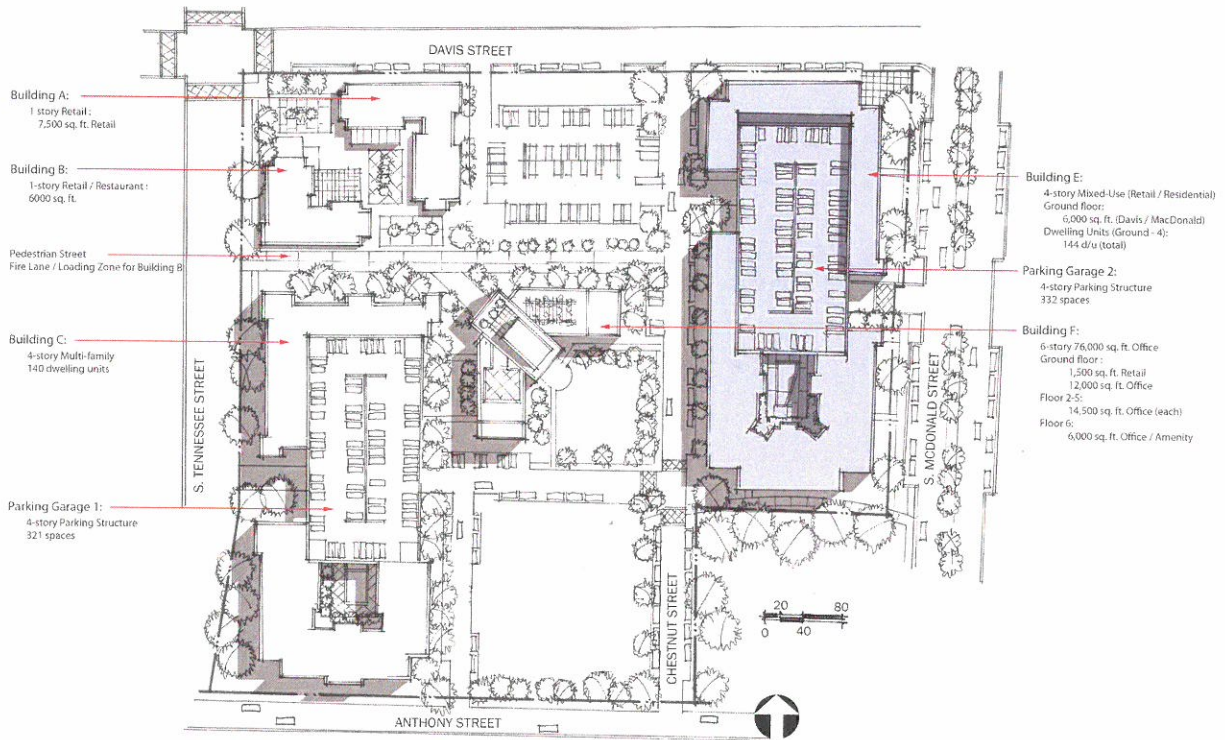 DAVIS STREET
Building A:
1 story Retail :
7,500 sq. ft. Retail
Building B:
1-story Retail / Restaurant :
6000 sq. ft.
Pedestrian Street
Fire Lane / Loading Zone for Building B
Building C:
4-story Multi-family
140 dwelling units
S. TENNESSEE STREET
Parking Garage 1:
4-story Parking Structure
321 spaces
Building E:
4-story Mixed-Use (Retail / Residential)
Ground floor:
6,000 sq. ft. (Davis / MacDonald)
Dwelling Units (Ground - 4):
144 d/u (total)
Parking Garage 2:
4-story Parking Structure
332 spaces
Building F:
6-story 76,000 sq. ft. Office
Ground floor :
1,500 sq. ft. Retail
12,000 sq. ft. Office
Floor 2-5:
14,500 sq. ft. Office (each)
Floor 6:
6,000 sq. ft. Office / Amenity
S. MCDONALD STREET
CHESTNUT STREET
20 80
0 40
ANTHONY STREET